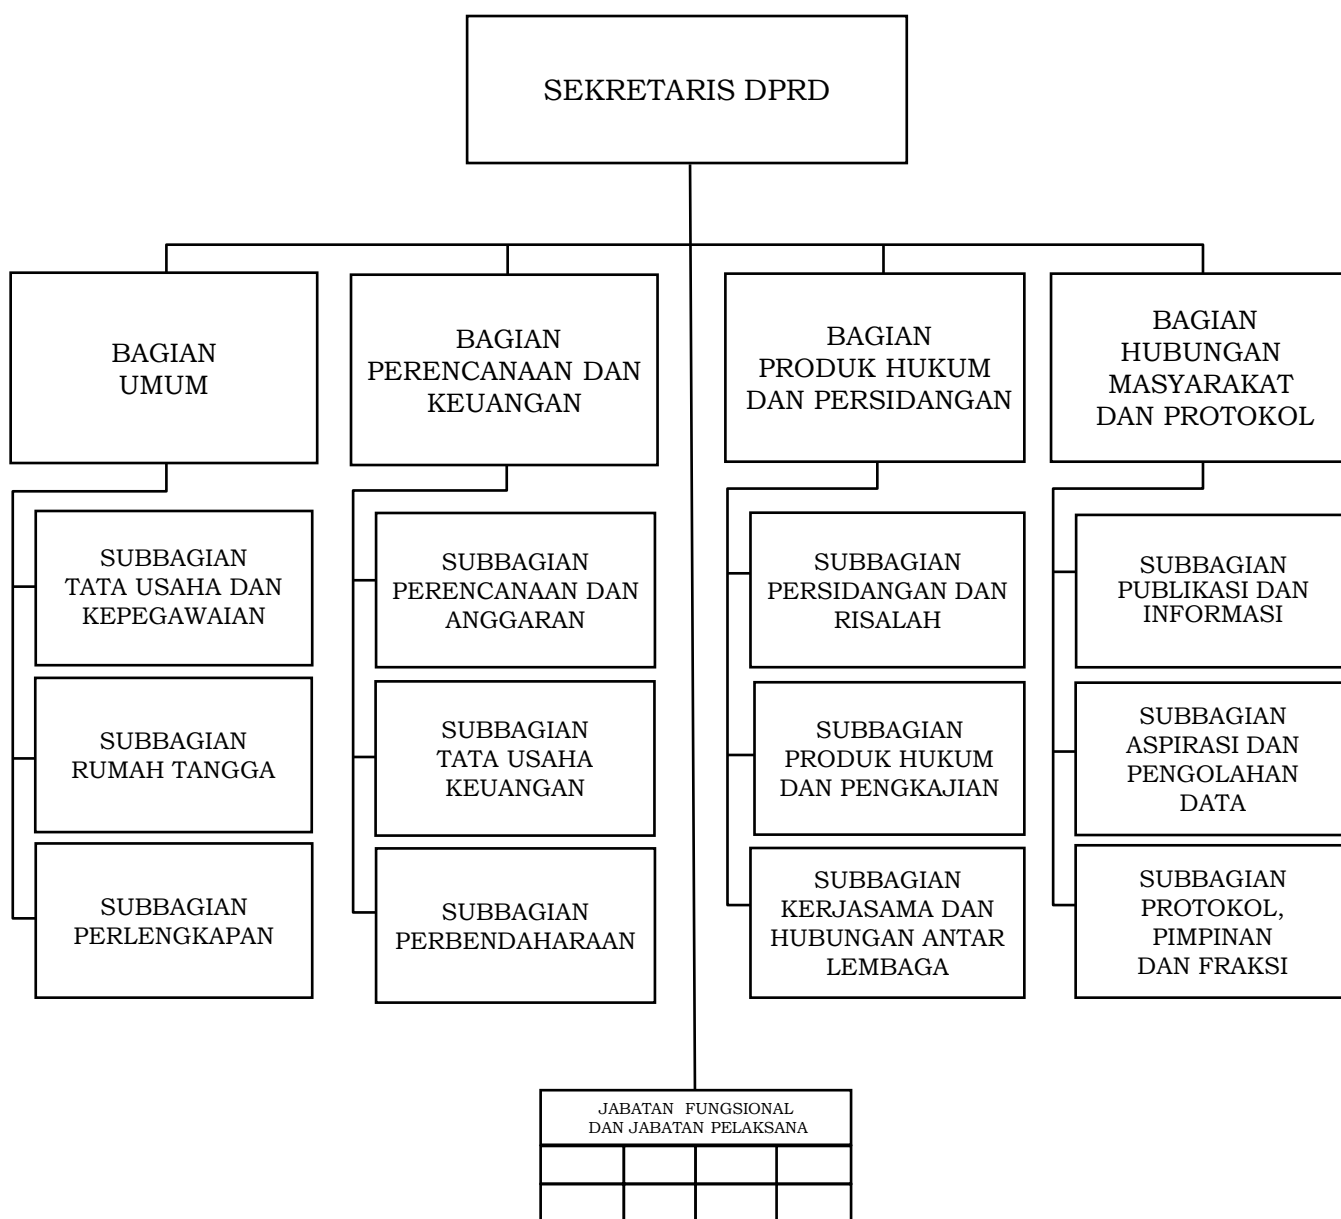 SEKRETARIS DPRD
BAGIAN
UMUM
BAGIAN
PERENCANAAN DAN
KEUANGAN
BAGIAN
PRODUK HUKUM
DAN PERSIDANGAN
BAGIAN
HUBUNGAN
MASYARAKAT
DAN PROTOKOL
SUBBAGIAN
TATA USAHA DAN
KEPEGAWAIAN
SUBBAGIAN
PERENCANAAN DAN
ANGGARAN
SUBBAGIAN
PERSIDANGAN DAN
RISALAH
SUBBAGIAN
PUBLIKASI DAN
INFORMASI
SUBBAGIAN
RUMAH TANGGA
SUBBAGIAN
TATA USAHA
KEUANGAN
SUBBAGIAN
PRODUK HUKUM
DAN PENGKAJIAN
SUBBAGIAN
ASPIRASI DAN
PENGOLAHAN
DATA
SUBBAGIAN
PERLENGKAPAN
SUBBAGIAN
PERBENDAHARAAN
SUBBAGIAN
KERJASAMA DAN
HUBUNGAN ANTAR
LEMBAGA
SUBBAGIAN
PROTOKOL,
PIMPINAN
DAN FRAKSI
JABATAN FUNGSIONAL
DAN JABATAN PELAKSANA